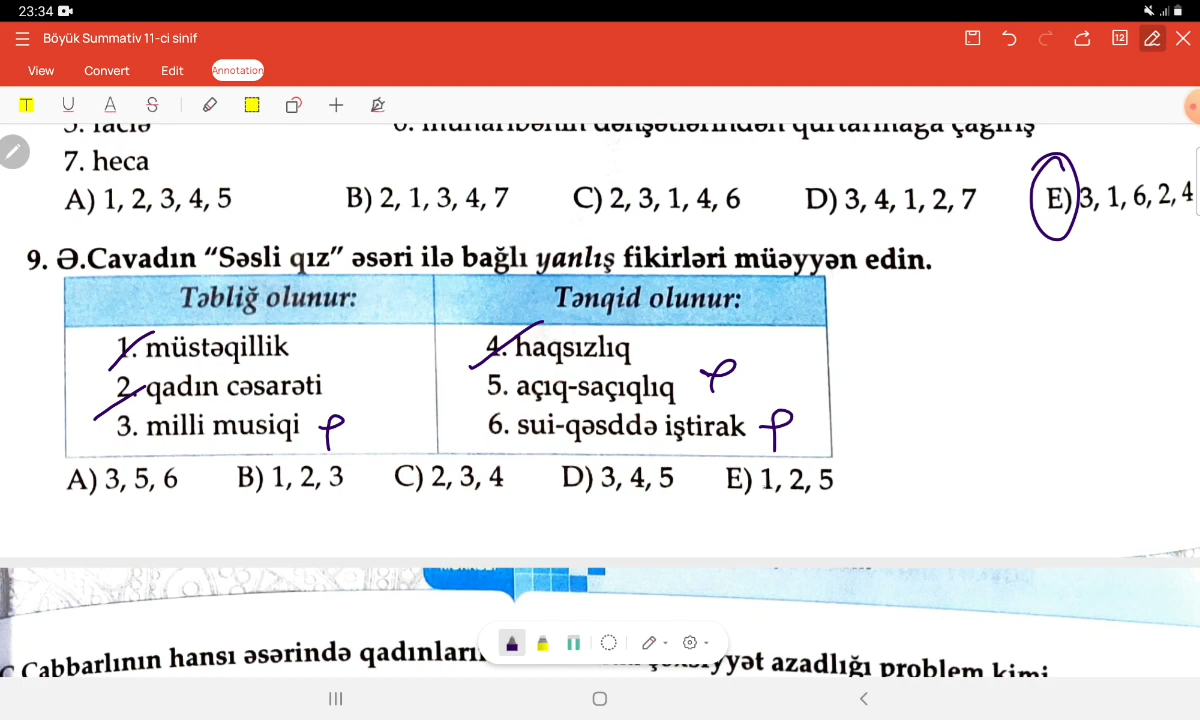 23:34
Böyük Summativ 11-ci sinif
12
View Convert Edit Annotation
T U A S
7. heca
A) 1, 2, 3, 4, 5 B) 2, 1, 3, 4, 7 C) 2, 3, 1, 4, 6 D) 3, 4, 1, 2, 7 E) 3, 1, 6, 2, 4
9. Ə.Cavadın “Səsli qız” əsəri ilə bağlı yanlış fikirləri müəyyən edin.
Təbliğ olunur: Tənqid olunur:
1. müstəqillik 4. haqsızlıq
2. qadın cəsarəti 5. açıq-saçıqlıq
3. milli musiqi 6. sui-qəsddə iştirak
A) 3, 5, 6 B) 1, 2, 3 C) 2, 3, 4 D) 3, 4, 5 E) 1, 2, 5
Cabbarlının hansı əsərində azadlığı problem kimi